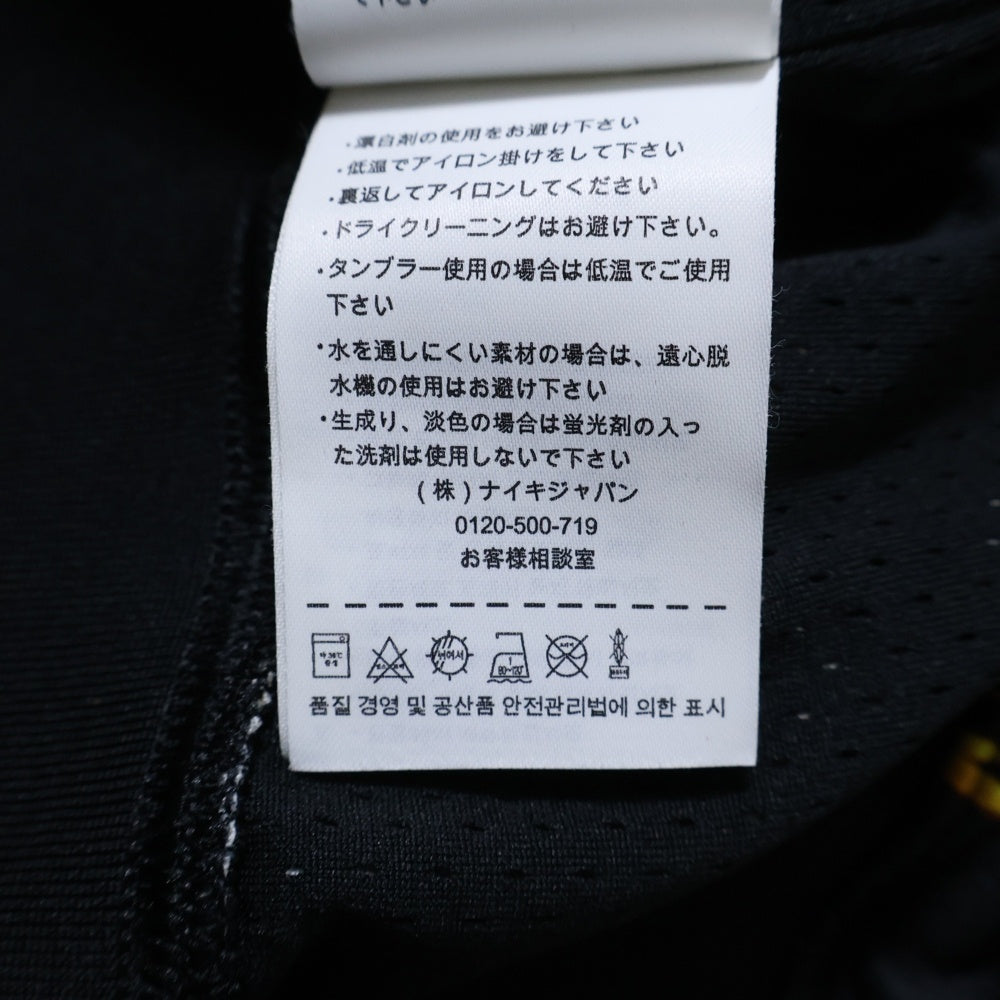 ・漂白剤の使用をお避け下さい
・低温でアイロン掛けをして下さい
・裏返してアイロンしてください
・ドライクリーニングはお避け下さい。
・タンブラー使用の場合は低温でご使用
下さい
・水を通しにくい素材の場合は、遠心脱
水機の使用はお避け下さい
・生成り、淡色の場合は蛍光剤の入っ
た洗剤は使用しないで下さい
(株)ナイキジャパン
0120-500-719
お客様相談室
뉘어서
80~120
품질 경영 및 공산품 안전관리법에 의한 표시